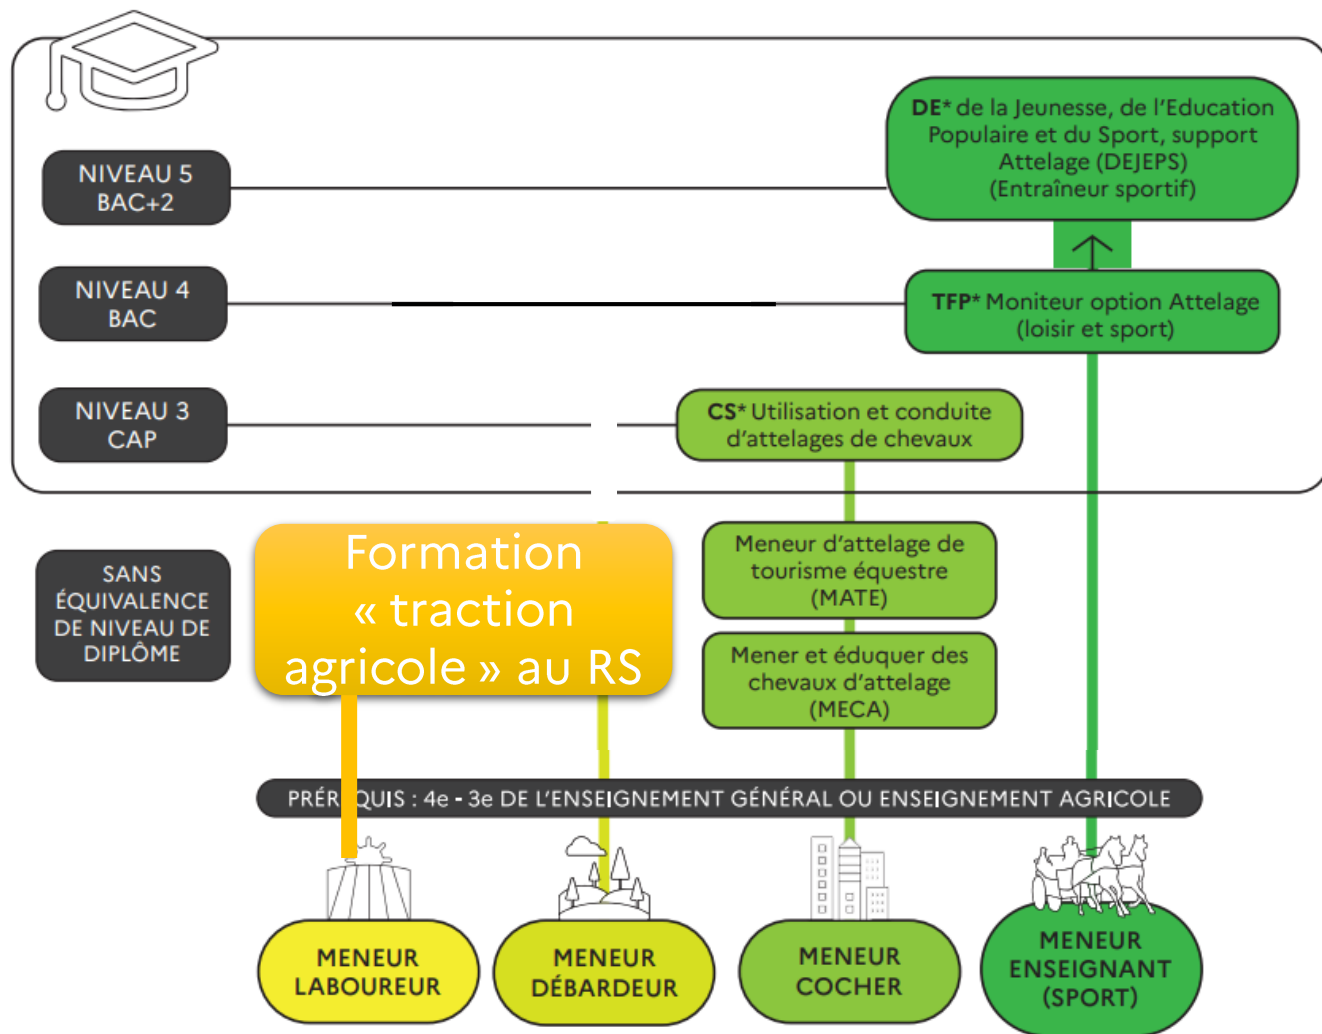 DE* de la Jeunesse, de l'Education
Populaire et du Sport, support
Attelage (DEJEPS)
(Entraîneur sportif)
NIVEAU 5
BAC+2
NIVEAU 4
BAC
TFP* Moniteur option Attelage
(loisir et sport)
NIVEAU 3
CAP
CS* Utilisation et conduite
d'attelages de chevaux
SANS
ÉQUIVALENCE
DE NIVEAU DE
DIPLÔME
Formation
« traction
agricole » au RS
Meneur d'attelage de
tourisme équestre
(MATE)
Mener et éduquer des
chevaux d'attelage
(MECA)
PRÉR QUIS : 4e - 3e DE L'ENSEIGNEMENT GÉNÉRAL OU ENSEIGNEMENT AGRICOLE
MENEUR
LABOUREUR
MENEUR
DÉBARDEUR
MENEUR
COCHER
MENEUR
ENSEIGNANT
(SPORT)